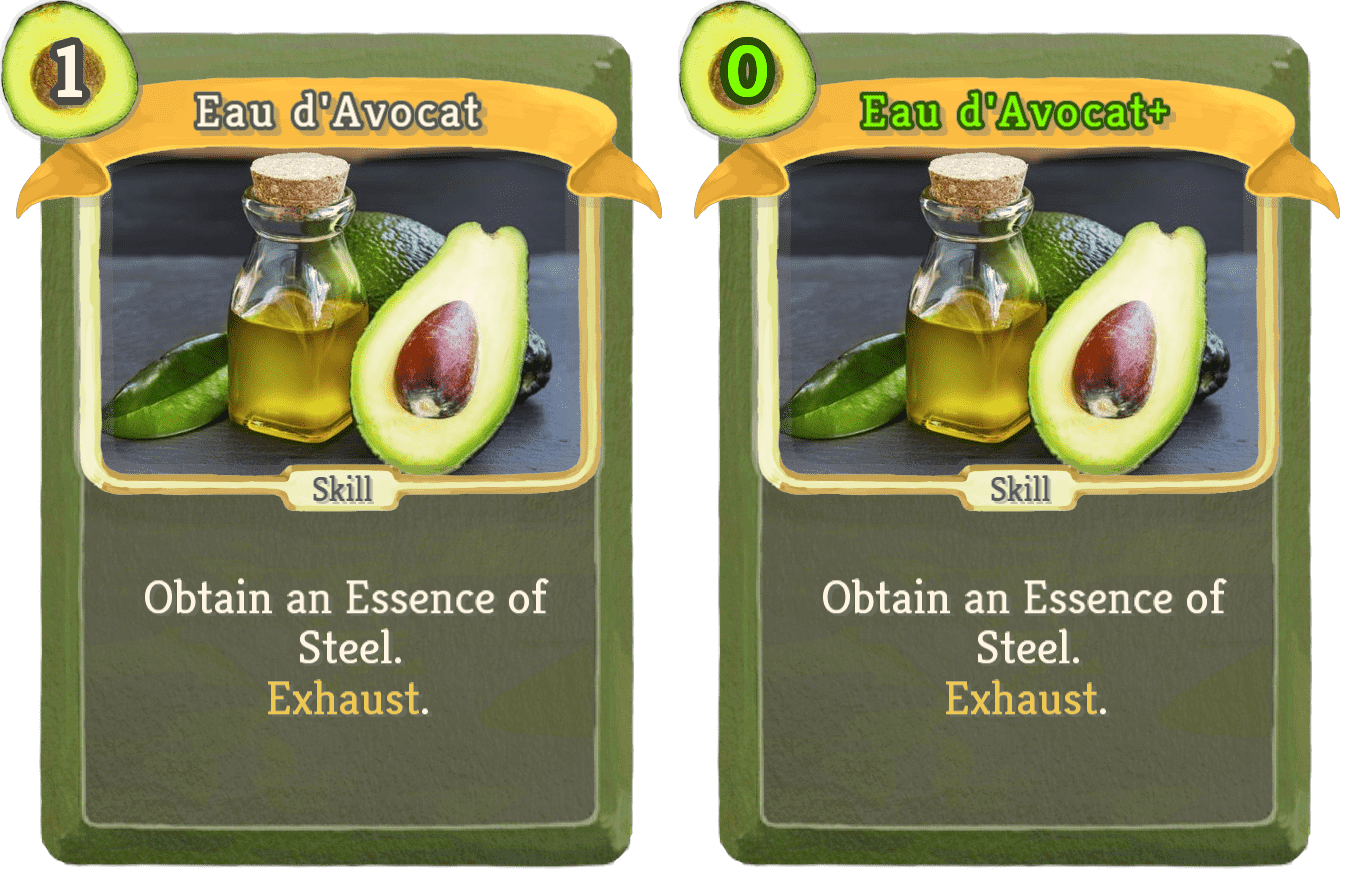 1
Eau d'Avocat
Skill
Obtain an Essence of
Steel.
Exhaust.
0
Eau d'Avocat+
Skill
Obtain an Essence of
Steel.
Exhaust.